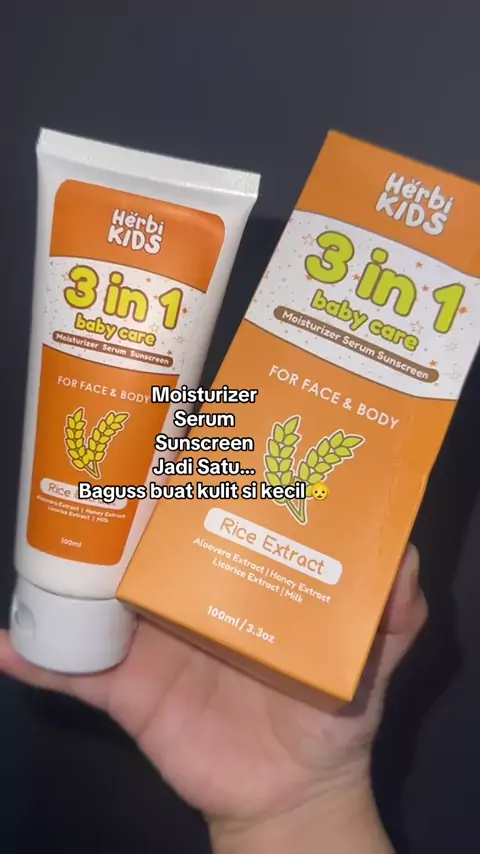 Herbi
KIDS
3 in 1
baby care
Moisturizer Serum Sunscreen
FOR FACE & BODY
Rice
Aloevera Extract | Honey Extract
Licorice Extract | Milk
100ml
Herbi
KIDS
3 in 1
baby care
Moisturizer Serum Sunscreen
FOR FACE & BODY
Rice Extract
Aloevera Extract | Honey Extract
Licorice Extract | Milk
100ml / 3.3oz
Moisturizer
Serum
Sunscreen
Jadi Satu...
Baguss buat kulit si kecil👶